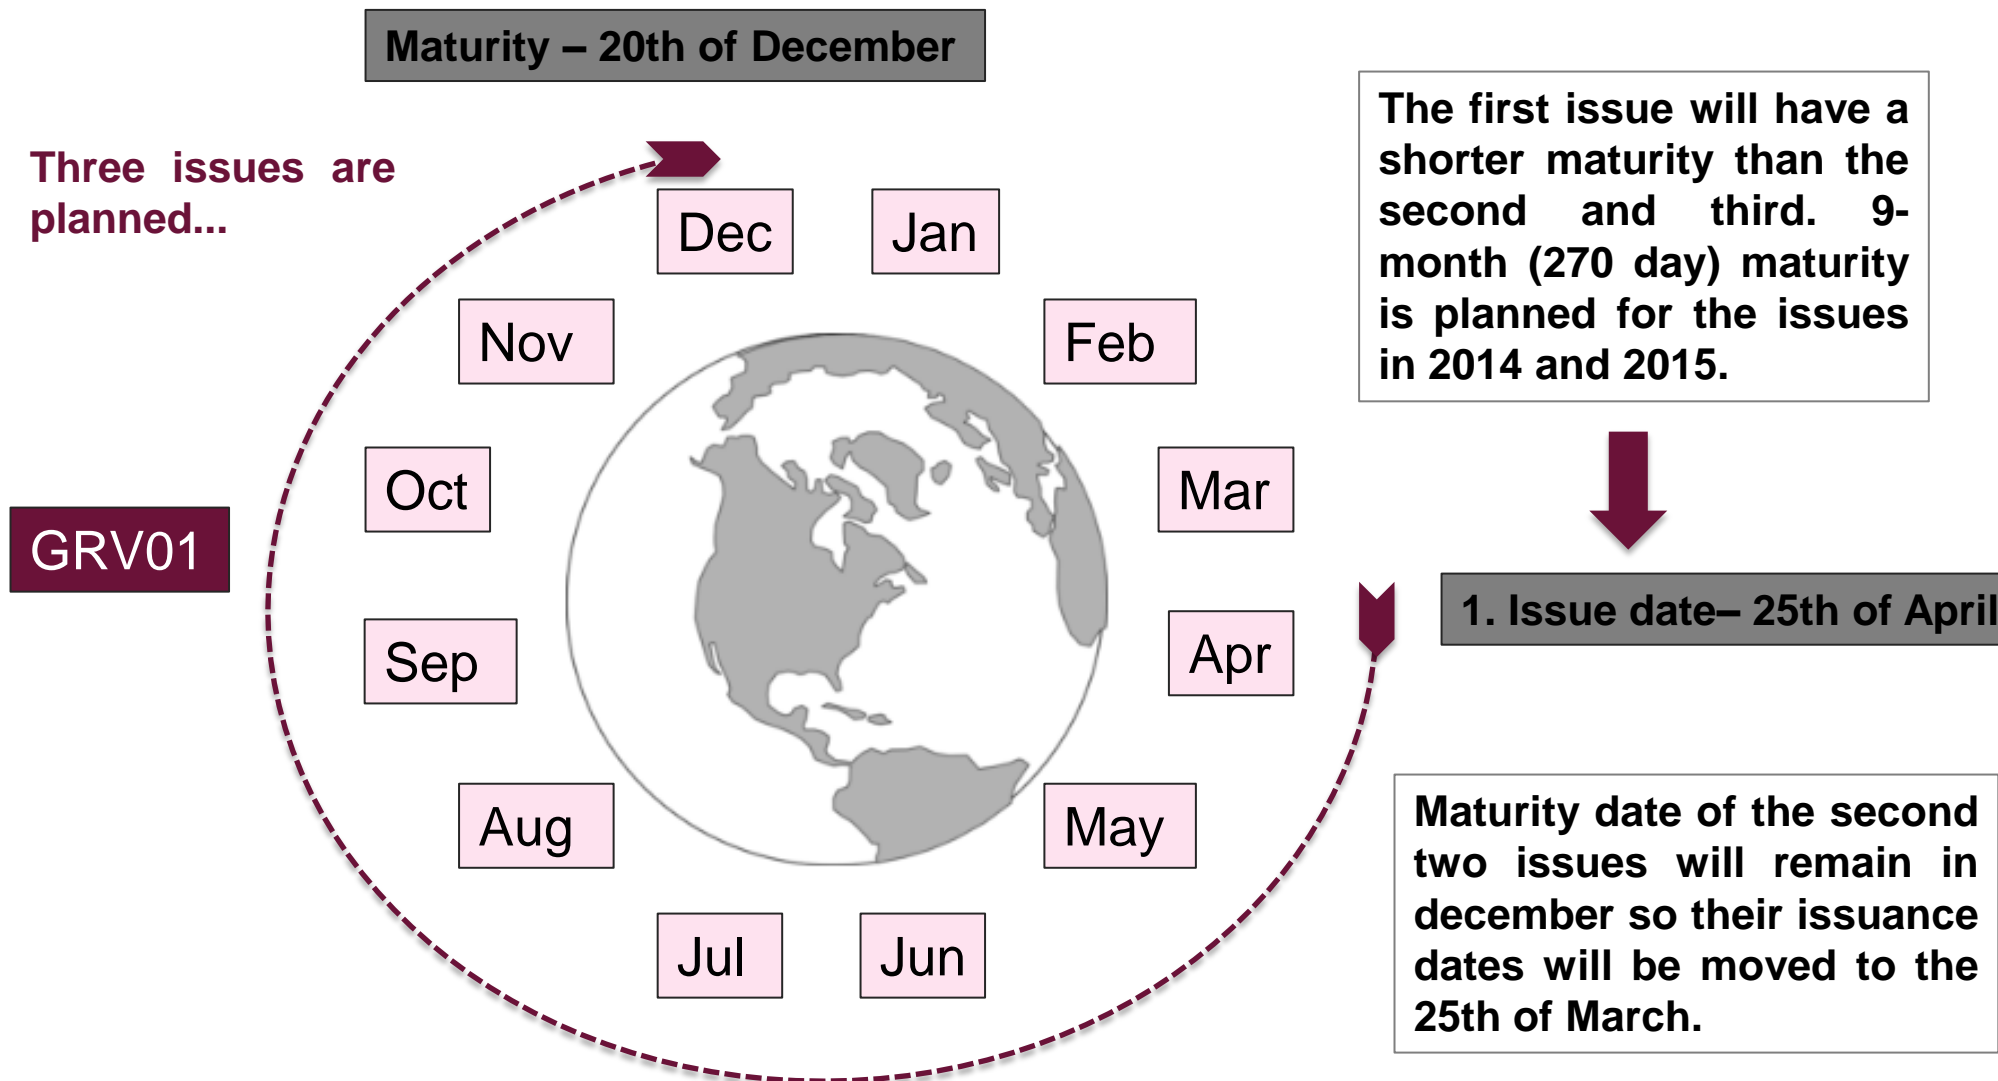 Maturity – 20th of December
Three issues are
planned...
The first issue will have a
shorter maturity than the
second and third. 9-
month (270 day) maturity
is planned for the issues
in 2014 and 2015.
Dec
Jan
Nov
Feb
Oct
Mar
GRV01
1. Issue date– 25th of April
Sep
Apr
Aug
May
Jul
Jun
Maturity date of the second
two issues will remain in
december so their issuance
dates will be moved to the
25th of March.